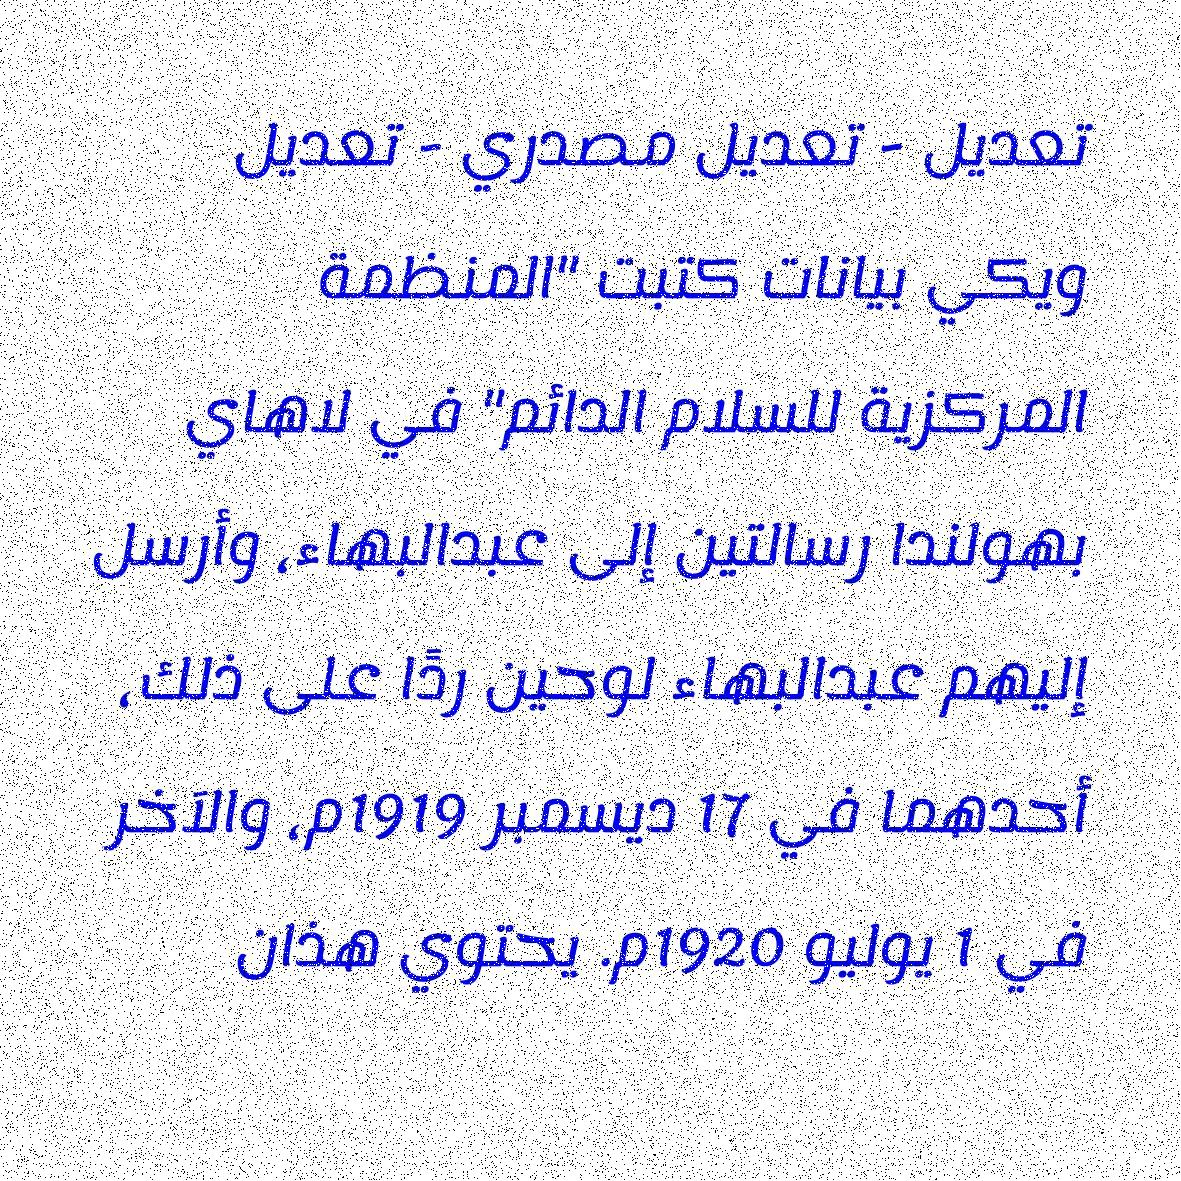 تعديل - تعديل مصدري - تعديل
ويكي بيانات كتبت "المنظمة
المركزية للسلام الدائم" في لاهاي
بهولندا رسالتين إلى عبدالبهاء، وأرسل
إليهم عبدالبهاء لوحين ردًّا على ذلك،
أحدهما في 17 ديسمبر 1919م، والآخر
في 1 يوليو 1920م. يحتوي هذان